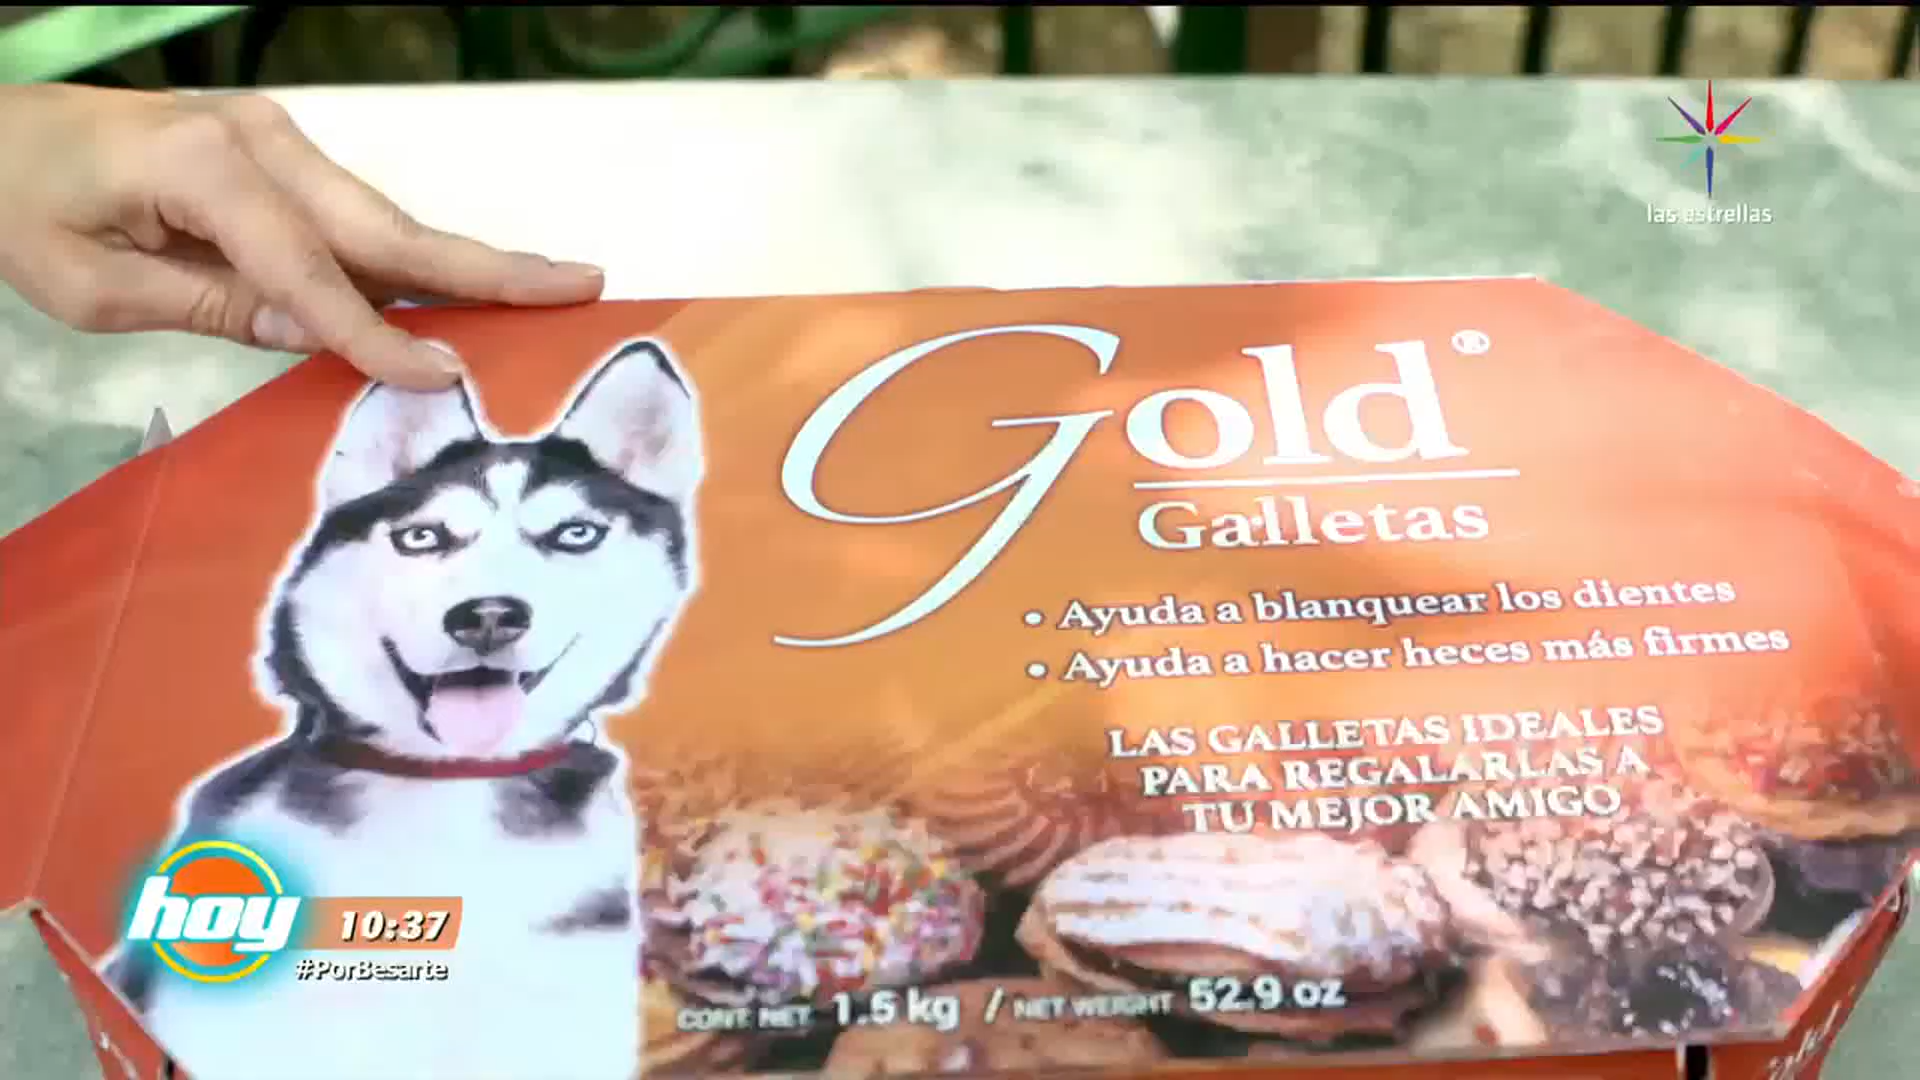 las estrellas
Gold®
Galletas
• Ayuda a blanquear los dientes
• Ayuda a hacer heces más firmes
LAS GALLETAS IDEALES
PARA REGALARLAS A
TU MEJOR AMIGO
hoy 10:37
#PorBesarte
CONT NET 1.5 kg / NET WEIGHT 52.9 oz